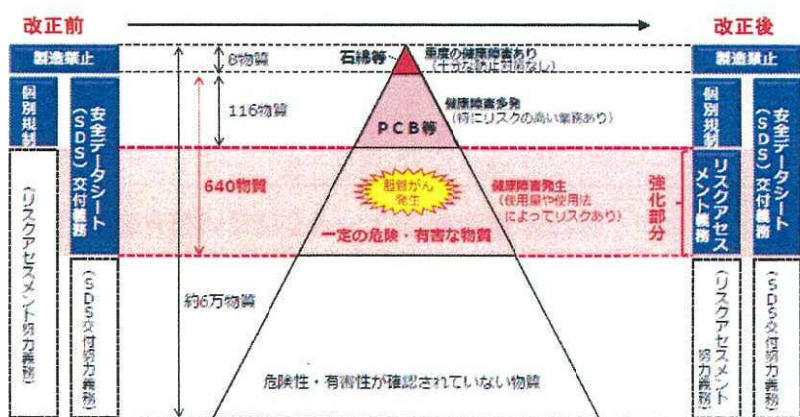 改正前
改正後
製造禁止
8物質
石綿等
重度の健康障害あり
(十分な防止対策なし)
製造禁止
個別規制
安全データシート
(SDS)交付義務
116物質
PCB等
健康障害多発
(特にリスクの高い業務あり)
個別規制
安全データシート
(SDS)交付義務
640物質
胆管がん
発生
健康障害発生
(使用量や使用法
によってリスクあり)
一定の危険・有害な物質
強化部分
リスクアセス
メント義務
(リスクアセスメント努力義務)
(SDS交付努力義務)
約6万物質
危険性・有害性が確認されていない物質
(リスクアセスメント
努力義務)
(SDS交付努力義務)